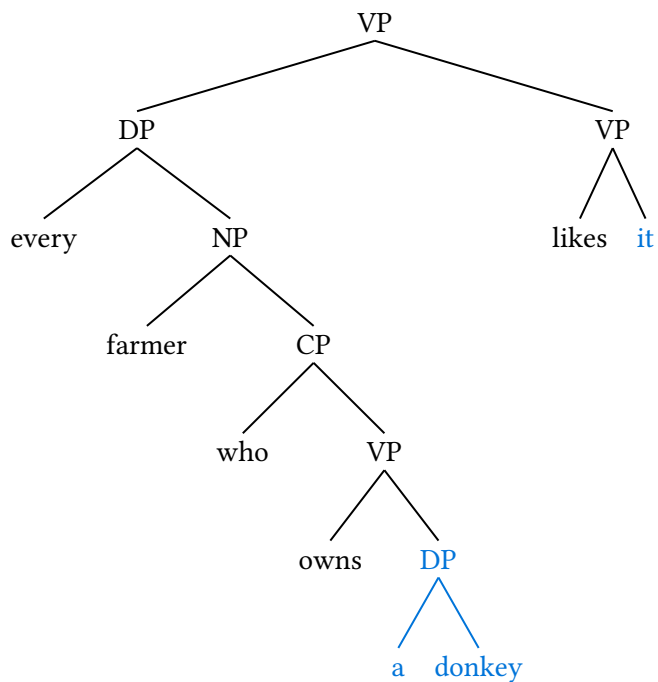 VP
DP VP
every NP likes it
farmer CP
who VP
owns DP
a donkey